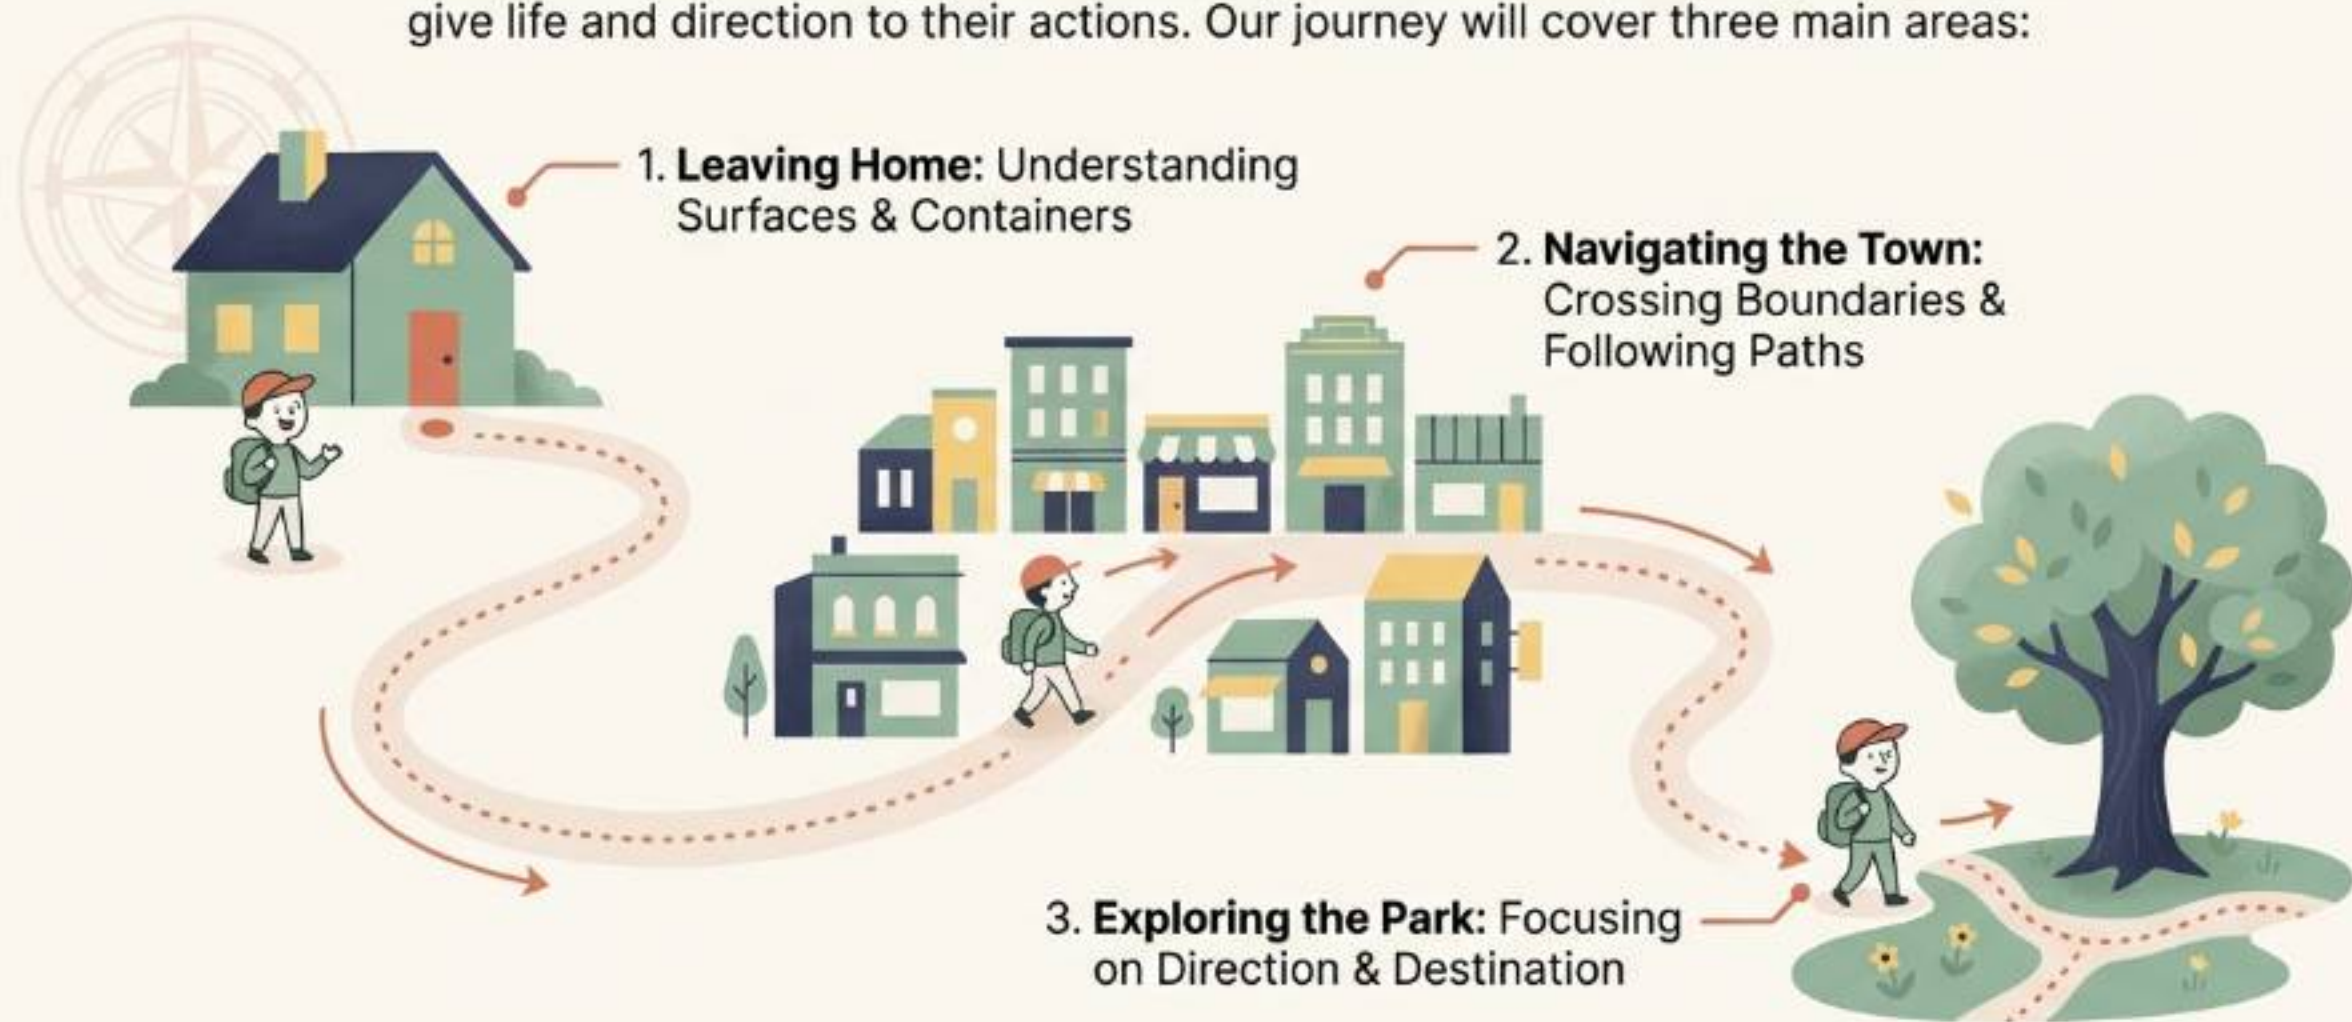 give life and direction to their actions. Our journey will cover three main areas:
1. Leaving Home: Understanding
Surfaces & Containers
2. Navigating the Town:
Crossing Boundaries &
Following Paths
3. Exploring the Park: Focusing
on Direction & Destination